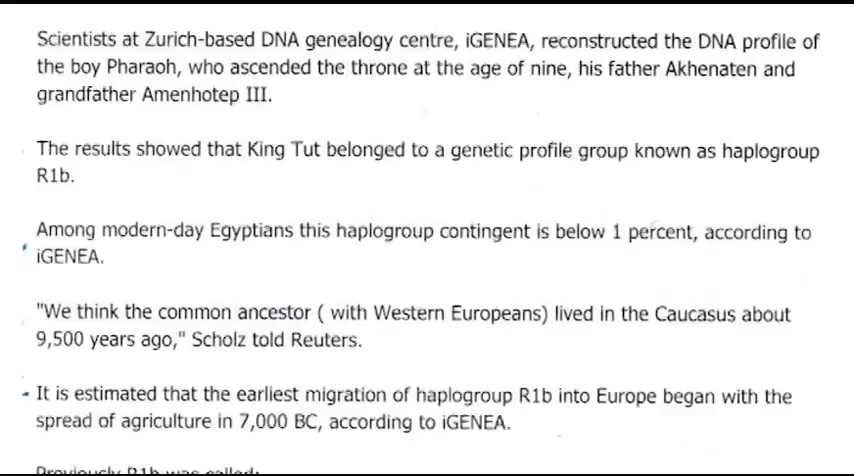 Scientists at Zurich-based DNA genealogy centre, iGENEA, reconstructed the DNA profile of
the boy Pharaoh, who ascended the throne at the age of nine, his father Akhenaten and
grandfather Amenhotep III.
The results showed that King Tut belonged to a genetic profile group known as haplogroup
R1b.
Among modern-day Egyptians this haplogroup contingent is below 1 percent, according to
iGENEA.
"We think the common ancestor ( with Western Europeans) lived in the Caucasus about
9,500 years ago," Scholz told Reuters.
It is estimated that the earliest migration of haplogroup R1b into Europe began with the
spread of agriculture in 7,000 BC, according to iGENEA.
Previously R1b was called: